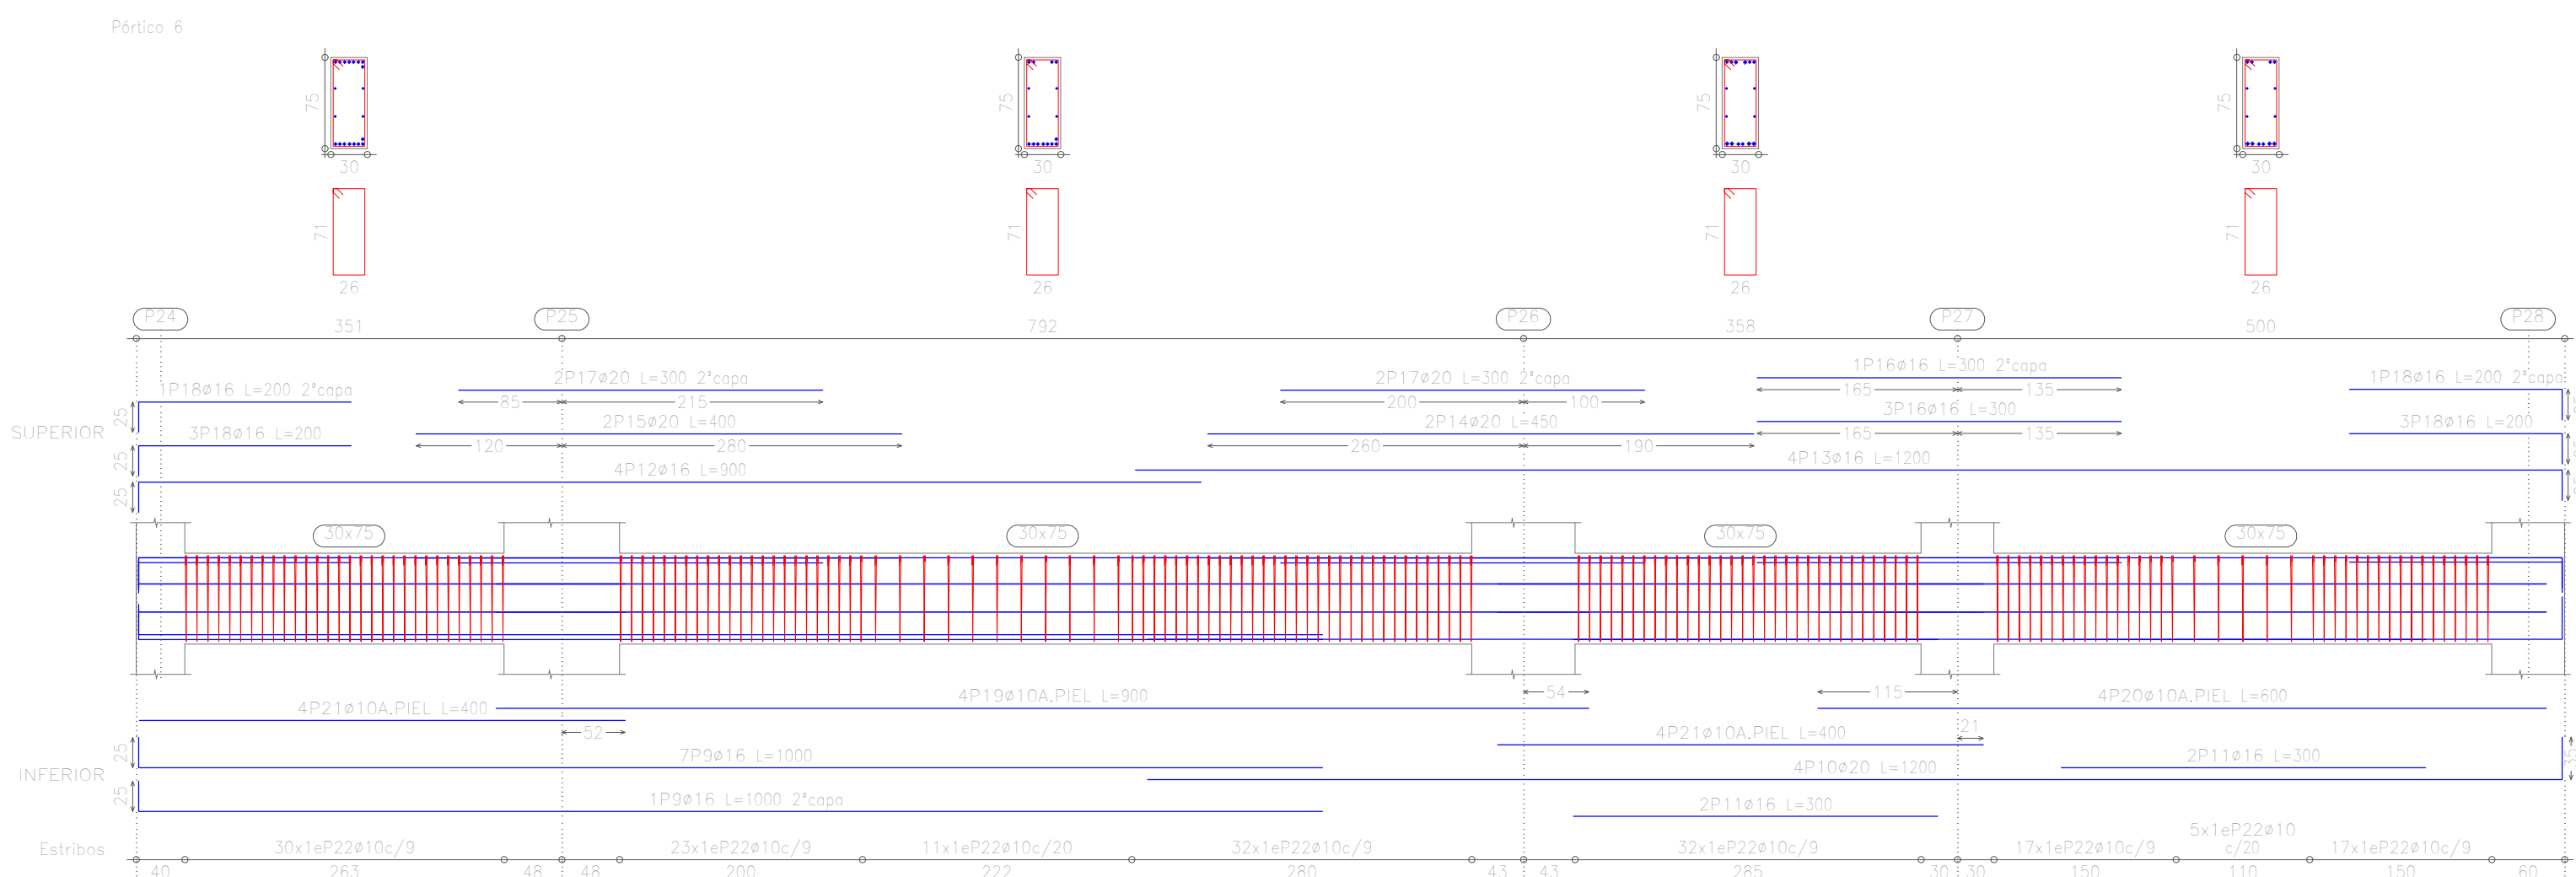 Pórtico 6
75 75 75 75
30 30 30 30
71 71 71 71
26 26 26 26
P24 P25 P26 P27 P28
351 792 358 500
1P16ø16 L=300 2ªcapa
1P18ø16 L=200 2ªcapa 2P17ø20 L=300 2ªcapa 2P17ø20 L=300 2ªcapa 165 135 1P18ø16 L=200 2ªcapa
25 85 215 200 100
3P16ø16 L=300
SUPERIOR 3P18ø16 L=200 2P15ø20 L=400 2P14ø20 L=450 165 135 3P18ø16 L=200
25 120 280 260 190
4P12ø16 L=900 4P13ø16 L=1200
25
30x75 30x75 30x75 30x75
54 115
4P21ø10A.PIEL L=400 4P19ø10A.PIEL L=900 4P20ø10A.PIEL L=600
52 4P21ø10A.PIEL L=400 21
25 7P9ø16 L=1000 2P11ø16 L=300 35
INFERIOR 4P10ø20 L=1200
25 1P9ø16 L=1000 2ªcapa 2P11ø16 L=300
Estribos 30x1eP22ø10c/9 23x1eP22ø10c/9 11x1eP22ø10c/20 32x1eP22ø10c/9 32x1eP22ø10c/9 17x1eP22ø10c/9 5x1eP22ø10
c/20 17x1eP22ø10c/9
40 263 48 48 200 222 280 43 43 285 30 30 150 110 150 60